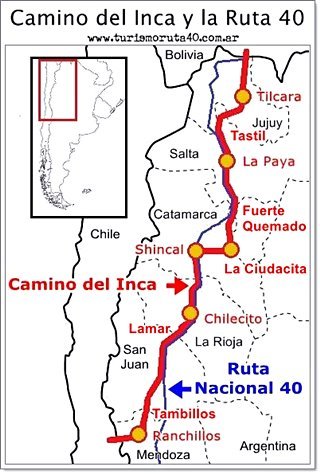 Camino del Inca y la Ruta 40
www.turismoruta40.com.ar
Bolivia
Tilcara
Jujuy
Tastil
Salta
La Paya
Catamarca
Fuerte
Quemado
Chile
Shincal
La Ciudacita
Camino del Inca
Chilecito
Lamar
La Rioja
San
Juan
Ruta
Nacional 40
Tambillos
Ranchillos
Argentina
Mendoza